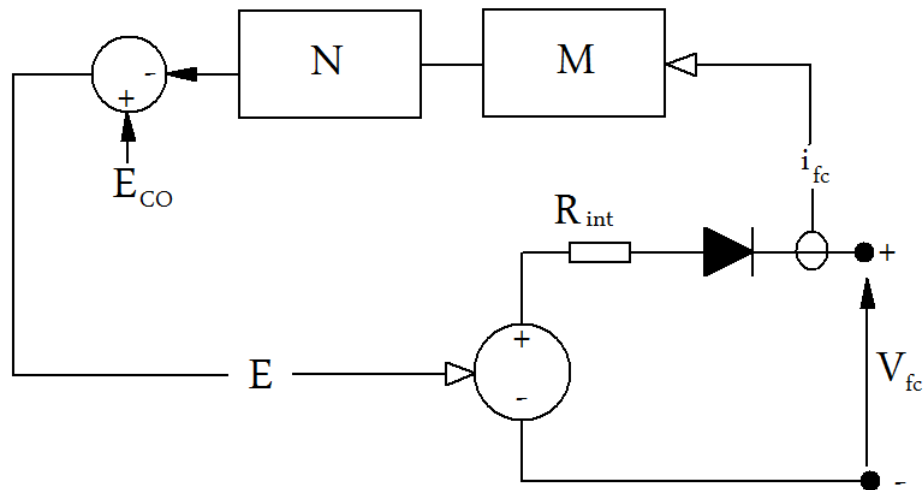 N
M
-
+
E_CO
i_fc
R_int
+
+
-
E
V_fc
-